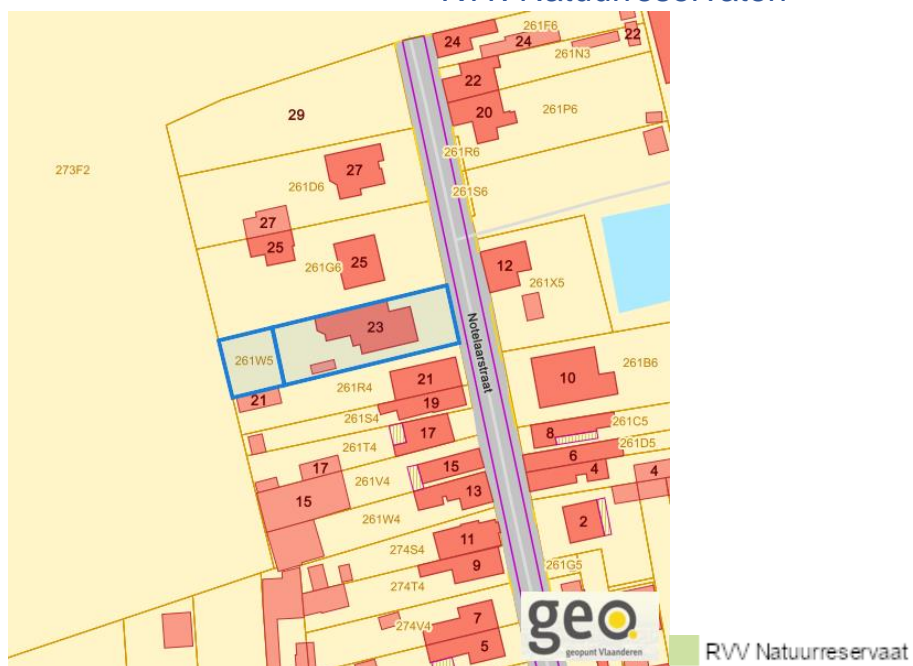 RVV Natuurreservaten
261F6
24
24
22
261N3
22
20
261P6
29
273F2
27
261D6
261R6
261S6
27
25
25
261G6
12
261X5
Notelaarstraat
23
261W5
261R4
21
21
19
10
261B6
261S4
261T4
17
8
261C5
261D5
6
4
4
17
15
261V4
15
13
261W4
2
274S4
11
9
261G5
274T4
274V4
7
5
geo
geopunt Vlaanderen
RVV Natuurreservaat